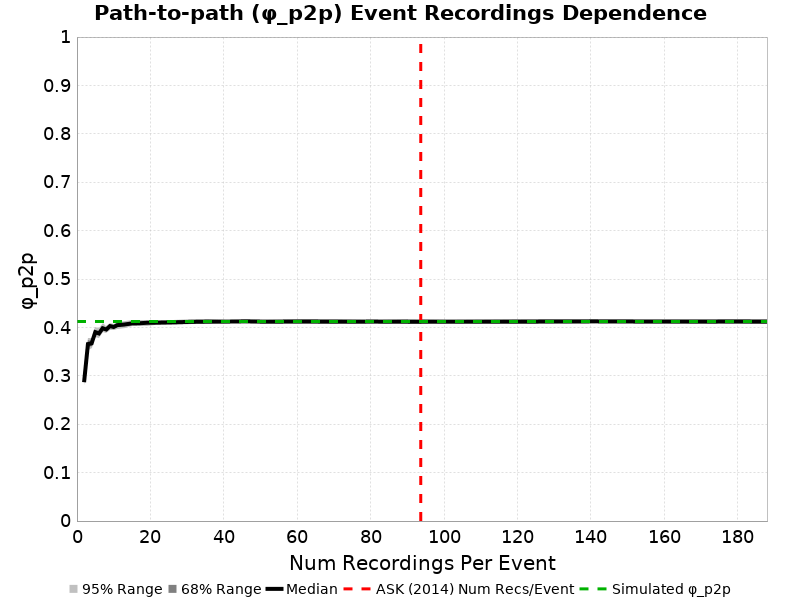 Path-to-path (φ_p2p) Event Recordings Dependence
1
0.9
0.8
0.7
0.6
0.5
0.4
0.3
0.2
0.1
0
φ_p2p
0 20 40 60 80 100 120 140 160 180
Num Recordings Per Event
95% Range 68% Range Median ASK (2014) Num Recs/Event Simulated φ_p2p